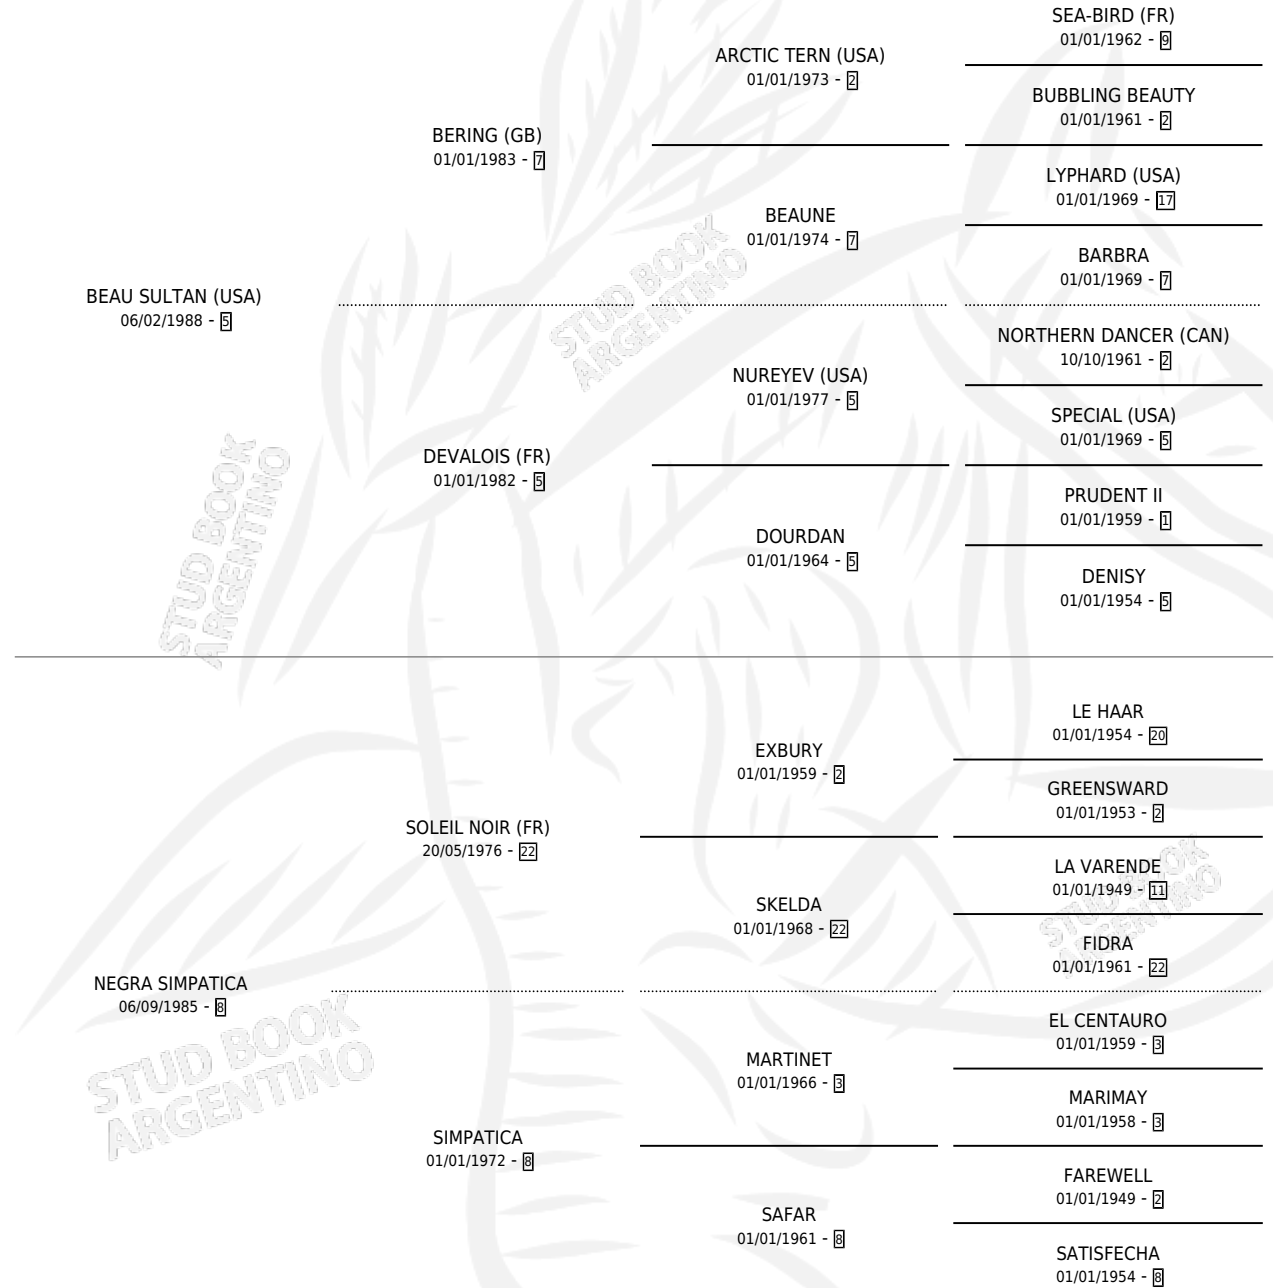 SEA-BIRD (FR)
01/01/1962 - 9
ARCTIC TERN (USA)
01/01/1973 - 2
BUBBLING BEAUTY
01/01/1961 - 2
BERING (GB)
01/01/1983 - 7
LYPHARD (USA)
01/01/1969 - 17
BEAUNE
01/01/1974 - 7
BARBRA
01/01/1969 - 7
BEAU SULTAN (USA)
06/02/1988 - 5
NORTHERN DANCER (CAN)
10/10/1961 - 2
NUREYEV (USA)
01/01/1977 - 5
SPECIAL (USA)
01/01/1969 - 5
DEVALOIS (FR)
01/01/1982 - 5
PRUDENT II
01/01/1959 - 1
DOURDAN
01/01/1964 - 5
DENISY
01/01/1954 - 5
LE HAAR
01/01/1954 - 20
EXBURY
01/01/1959 - 2
GREENSWARD
01/01/1953 - 2
SOLEIL NOIR (FR)
20/05/1976 - 22
LA VARENDE
01/01/1949 - 11
SKELDA
01/01/1968 - 22
FIDRA
01/01/1961 - 22
NEGRA SIMPATICA
06/09/1985 - 8
EL CENTAURO
01/01/1959 - 3
MARTINET
01/01/1966 - 3
MARIMAY
01/01/1958 - 3
SIMPATICA
01/01/1972 - 8
FAREWELL
01/01/1949 - 2
SAFAR
01/01/1961 - 8
SATISFECHA
01/01/1954 - 8
STUD BOOK
ARGENTINO
STUD BOOK
ARGENTINO
STUD BOOK
ARGENTINO
STUD BOOK
ARGENTINO